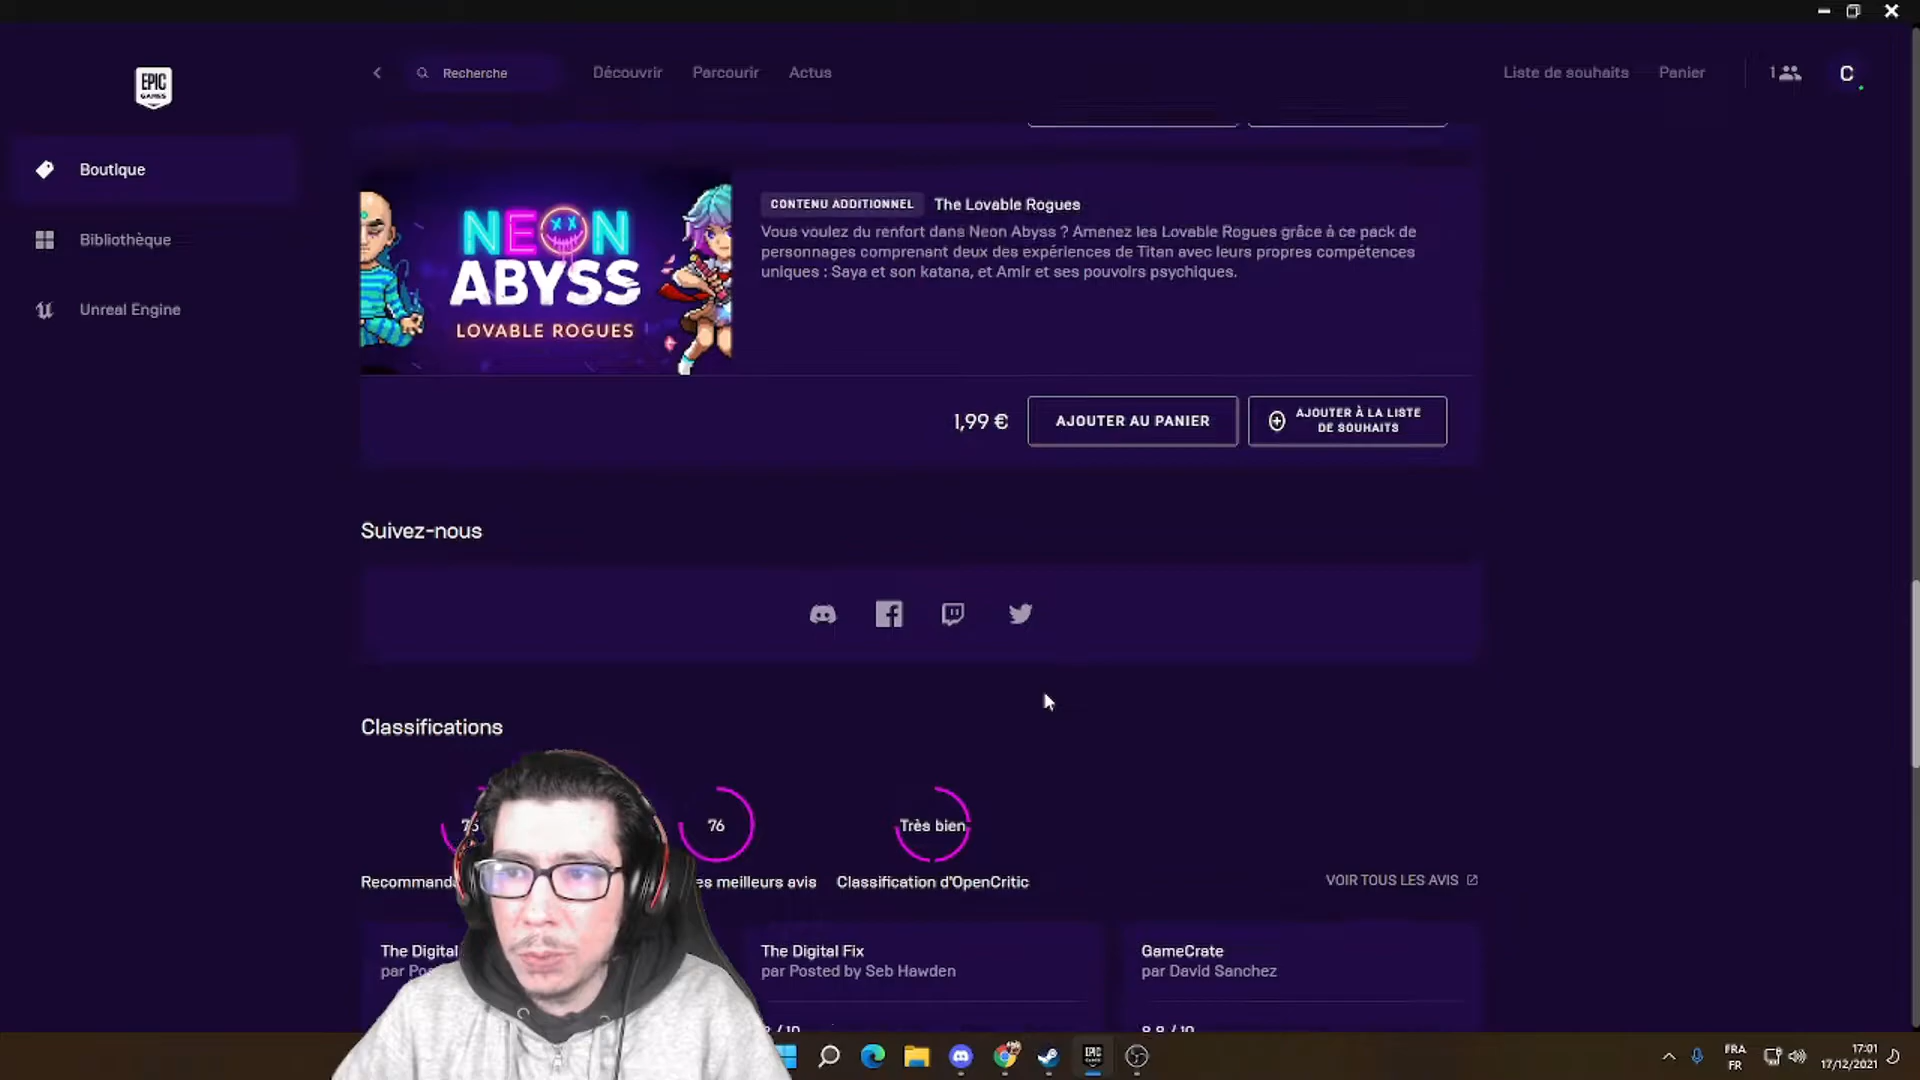 EPIC
GAMES
Recherche
Découvrir
Parcourir
Actus
Liste de souhaits
Panier
1
C
Boutique
Bibliothèque
Unreal Engine
NEON
ABYSS
LOVABLE ROGUES
CONTENU ADDITIONNEL
The Lovable Rogues
Vous voulez du renfort dans Neon Abyss ? Amenez les Lovable Rogues grâce à ce pack de
personnages comprenant deux des expériences de Titan avec leurs propres compétences
uniques : Saya et son katana, et Amir et ses pouvoirs psychiques.
1,99 €
AJOUTER AU PANIER
AJOUTER À LA LISTE
DE SOUHAITS
Suivez-nous
Classifications
76
Très bien
meilleurs avis
Classification d'OpenCritic
VOIR TOUS LES AVIS
The Digital
par
The Digital Fix
par Posted by Seb Hawden
GameCrate
par David Sanchez
EPIC
GAMES
FRA
FR
17:01
17/12/2021